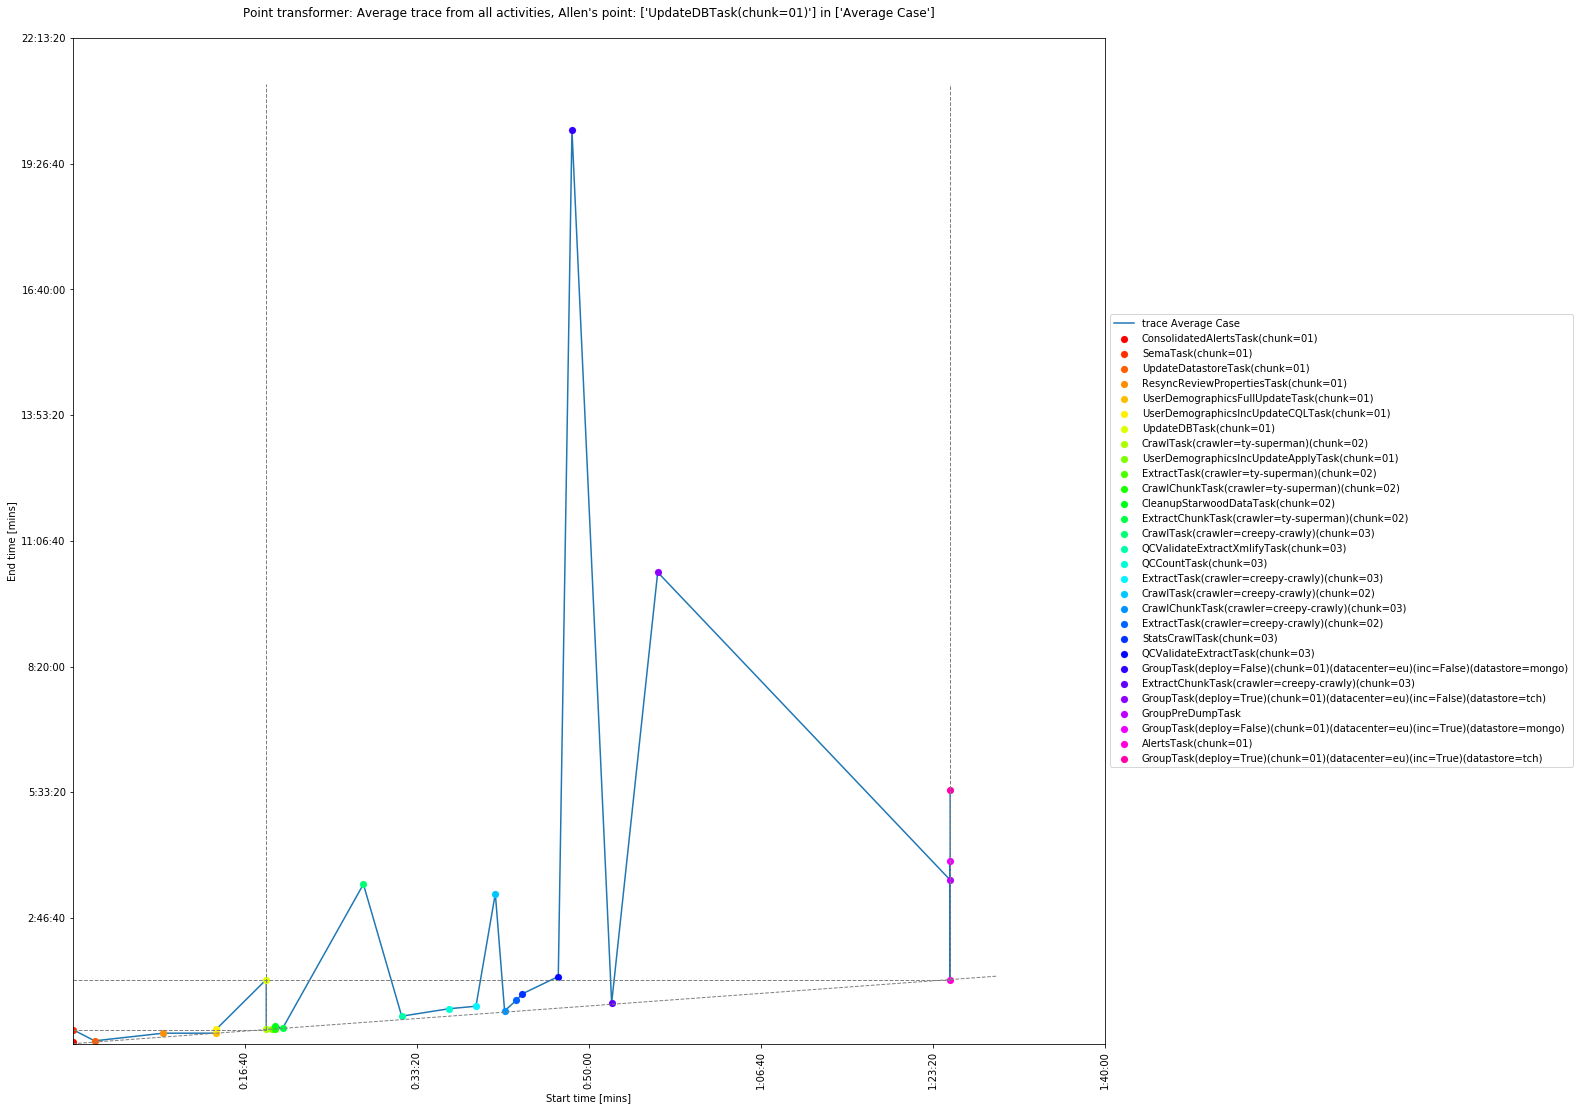 Point transformer: Average trace from all activities, Allen's point: ['UpdateDBTask(chunk=01)'] in ['Average Case']
22:13:20
19:26:40
16:40:00
13:53:20
11:06:40
8:20:00
5:33:20
2:46:40
End time [mins]
0:16:40
0:33:20
0:50:00
1:06:40
1:23:20
1:40:00
Start time [mins]
trace Average Case
ConsolidatedAlertsTask(chunk=01)
SemaTask(chunk=01)
UpdateDatastoreTask(chunk=01)
ResyncReviewPropertiesTask(chunk=01)
UserDemographicsFullUpdateTask(chunk=01)
UserDemographicsIncUpdateCQLTask(chunk=01)
UpdateDBTask(chunk=01)
CrawlTask(crawler=ty-superman)(chunk=02)
UserDemographicsIncUpdateApplyTask(chunk=01)
ExtractTask(crawler=ty-superman)(chunk=02)
CrawlChunkTask(crawler=ty-superman)(chunk=02)
CleanupStarwoodDataTask(chunk=02)
ExtractChunkTask(crawler=ty-superman)(chunk=02)
CrawlTask(crawler=creepy-crawly)(chunk=03)
QCValidateExtractXmlifyTask(chunk=03)
QCCountTask(chunk=03)
ExtractTask(crawler=creepy-crawly)(chunk=03)
CrawlTask(crawler=creepy-crawly)(chunk=02)
CrawlChunkTask(crawler=creepy-crawly)(chunk=03)
ExtractTask(crawler=creepy-crawly)(chunk=02)
StatsCrawlTask(chunk=03)
QCValidateExtractTask(chunk=03)
GroupTask(deploy=False)(chunk=01)(datacenter=eu)(inc=False)(datastore=mongo)
ExtractChunkTask(crawler=creepy-crawly)(chunk=03)
GroupTask(deploy=True)(chunk=01)(datacenter=eu)(inc=False)(datastore=tch)
GroupPreDumpTask
GroupTask(deploy=False)(chunk=01)(datacenter=eu)(inc=True)(datastore=mongo)
AlertsTask(chunk=01)
GroupTask(deploy=True)(chunk=01)(datacenter=eu)(inc=True)(datastore=tch)